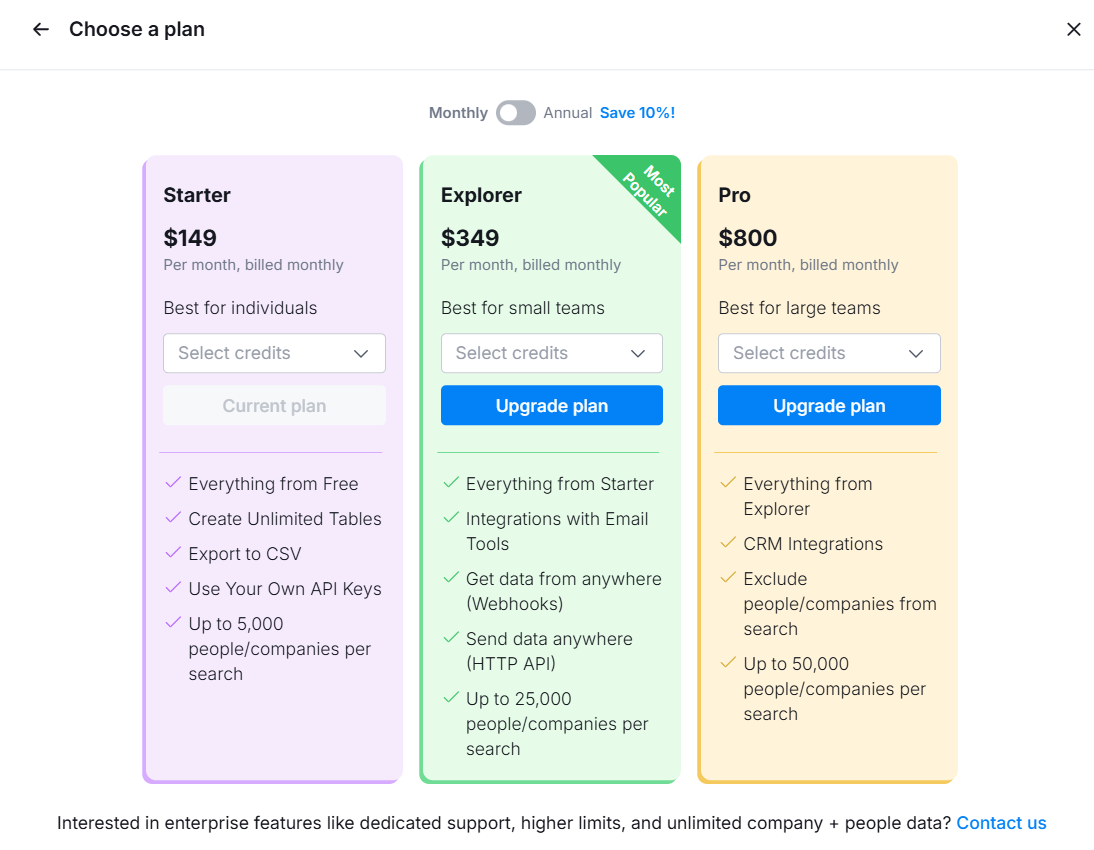 Choose a plan
Monthly Annual Save 10%!
Starter
$149
Per month, billed monthly
Best for individuals
Select credits
Current plan
Everything from Free
Create Unlimited Tables
Export to CSV
Use Your Own API Keys
Up to 5,000
people/companies per
search
Most
Popular
Explorer
$349
Per month, billed monthly
Best for small teams
Select credits
Upgrade plan
Everything from Starter
Integrations with Email
Tools
Get data from anywhere
(Webhooks)
Send data anywhere
(HTTP API)
Up to 25,000
people/companies per
search
Pro
$800
Per month, billed monthly
Best for large teams
Select credits
Upgrade plan
Everything from
Explorer
CRM Integrations
Exclude
people/companies from
search
Up to 50,000
people/companies per
search
Interested in enterprise features like dedicated support, higher limits, and unlimited company + people data? Contact us